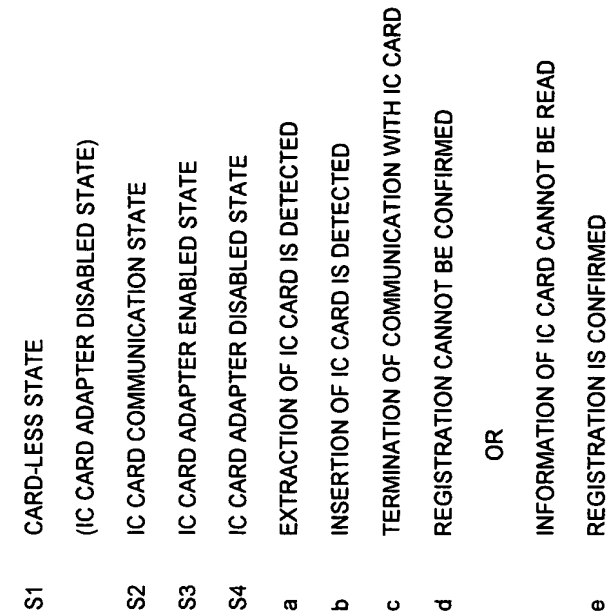 S1 CARD-LESS STATE
(IC CARD ADAPTER DISABLED STATE)
S2 IC CARD COMMUNICATION STATE
S3 IC CARD ADAPTER ENABLED STATE
S4 IC CARD ADAPTER DISABLED STATE
a EXTRACTION OF IC CARD IS DETECTED
b INSERTION OF IC CARD IS DETECTED
c TERMINATION OF COMMUNICATION WITH IC CARD
d REGISTRATION CANNOT BE CONFIRMED
OR
INFORMATION OF IC CARD CANNOT BE READ
e REGISTRATION IS CONFIRMED